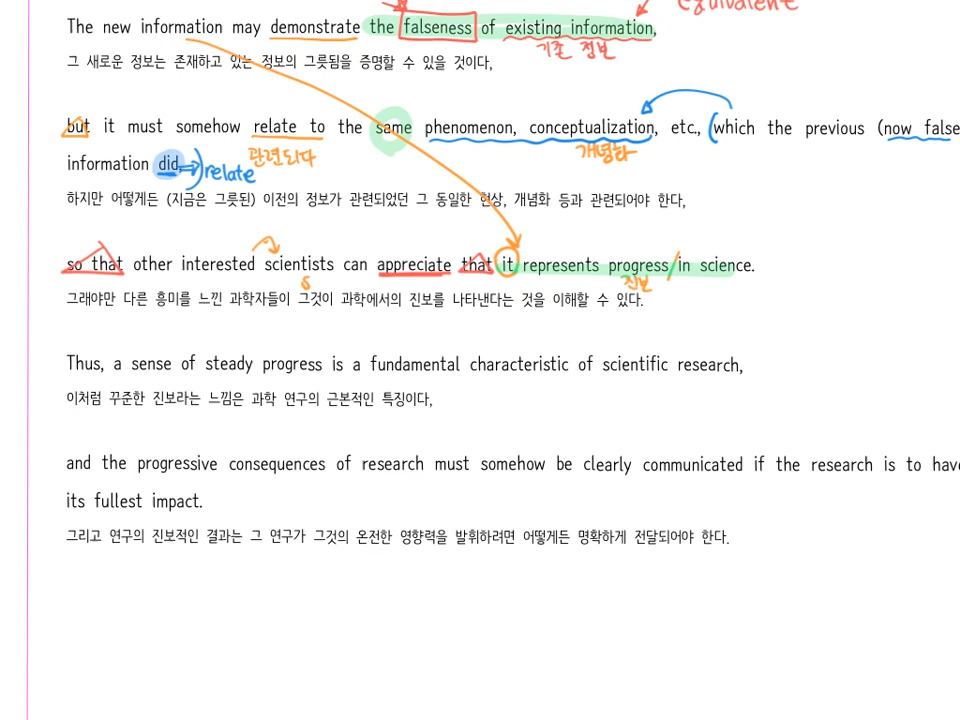 equivalent
The new information may demonstrate the falseness of existing information,
기존 정보
그 새로운 정보는 존재하고 있는 정보의 그릇됨을 증명할 수 있을 것이다,
but it must somehow relate to the same phenomenon, conceptualization, etc., (which the previous (now false
관련되다 개념화
information did, relate
하지만 어떻게든 (지금은 그릇된) 이전의 정보가 관련되었던 그 동일한 현상, 개념화 등과 관련되어야 한다,
so that other interested scientists can appreciate that it represents progress / in science.
s 진보
그래야만 다른 흥미를 느낀 과학자들이 그것이 과학에서의 진보를 나타낸다는 것을 이해할 수 있다.
Thus, a sense of steady progress is a fundamental characteristic of scientific research,
이처럼 꾸준한 진보라는 느낌은 과학 연구의 근본적인 특징이다,
and the progressive consequences of research must somehow be clearly communicated if the research is to have
its fullest impact.
그리고 연구의 진보적인 결과는 그 연구가 그것의 온전한 영향력을 발휘하려면 어떻게든 명확하게 전달되어야 한다.